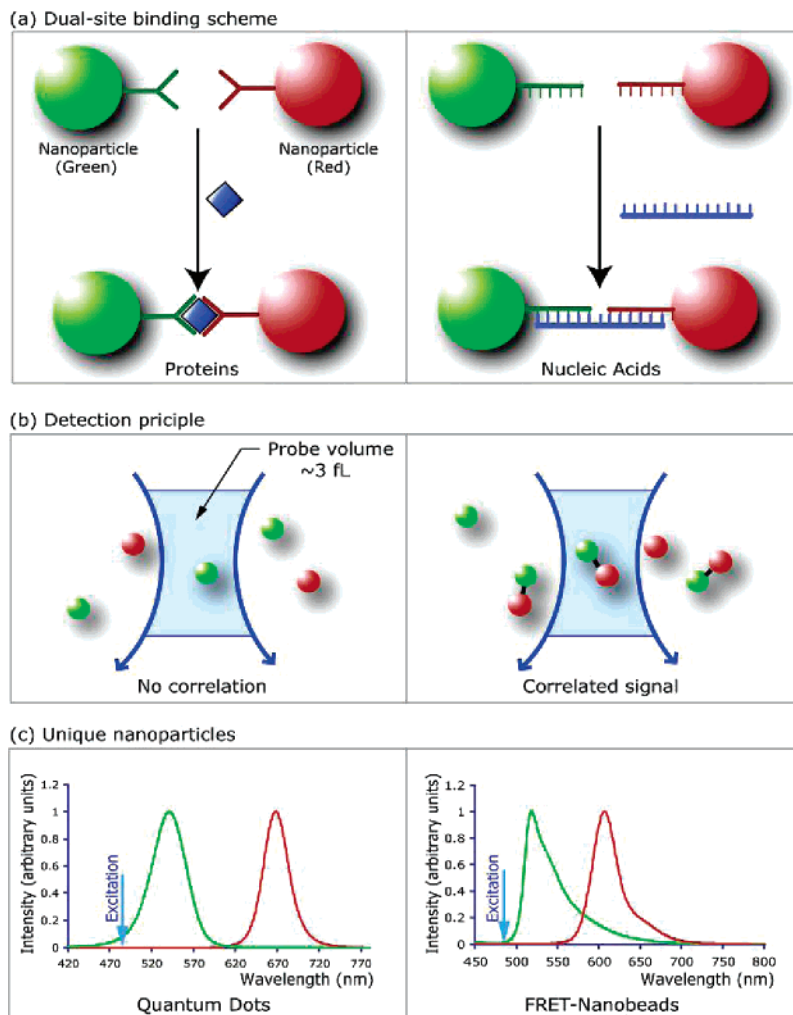 (a) Dual-site binding scheme
Nanoparticle
(Green)
Nanoparticle
(Red)
Proteins
Nucleic Acids
(b) Detection priciple
Probe volume
~3 fL
No correlation
Correlated signal
(c) Unique nanoparticles
Intensity (arbitrary units)
1.2
1
0.8
0.6
0.4
0.2
0
Excitation
420 470 520 570 620 670 720 770
Wavelength (nm)
Quantum Dots
Intensity (arbitrary units)
1.2
1
0.8
0.6
0.4
0.2
0
Excitation
450 500 550 600 650 700 750 800
Wavelength (nm)
FRET-Nanobeads